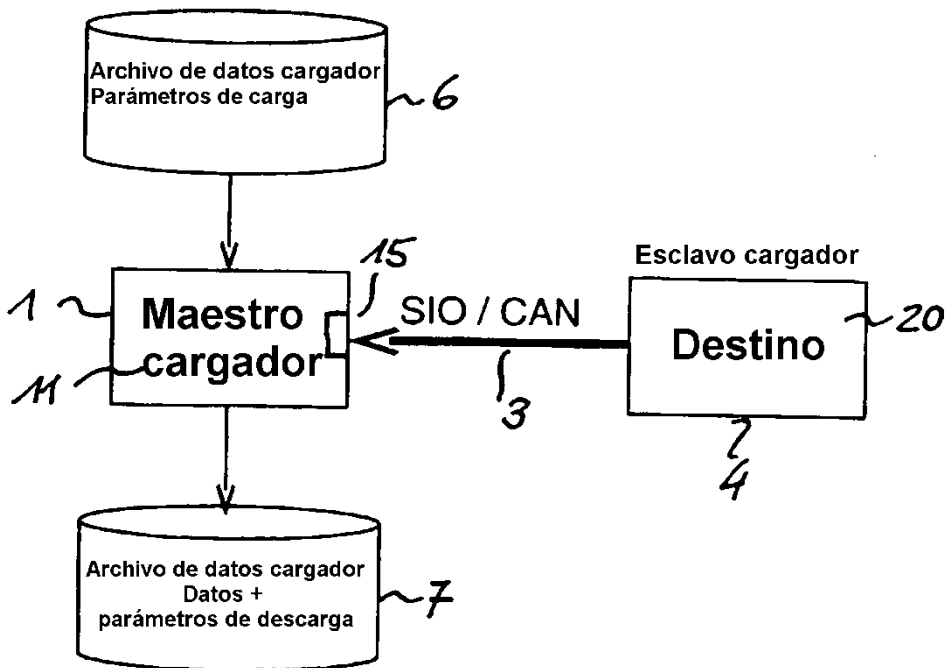 Archivo de datos cargador
Parámetros de carga
6
Esclavo cargador
15
1
Maestro
cargador
11
SIO / CAN
3
Destino
20
4
Archivo de datos cargador
Datos +
parámetros de descarga
7